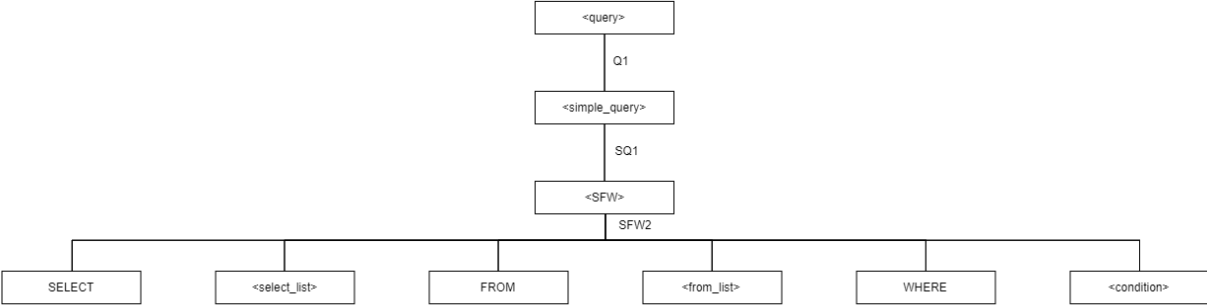 <query>
Q1
<simple_query>
SQ1
<SFW>
SFW2
SELECT
<select_list>
FROM
<from_list>
WHERE
<condition>